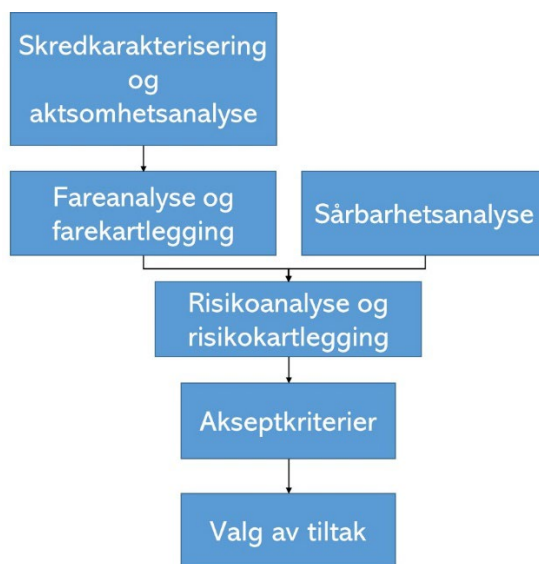 Skredkarakterisering
og
aktsomhetsanalyse
Fareanalyse og
farekartlegging
Sårbarhetsanalyse
Risikoanalyse og
risikokartlegging
Akseptkriterier
Valg av tiltak